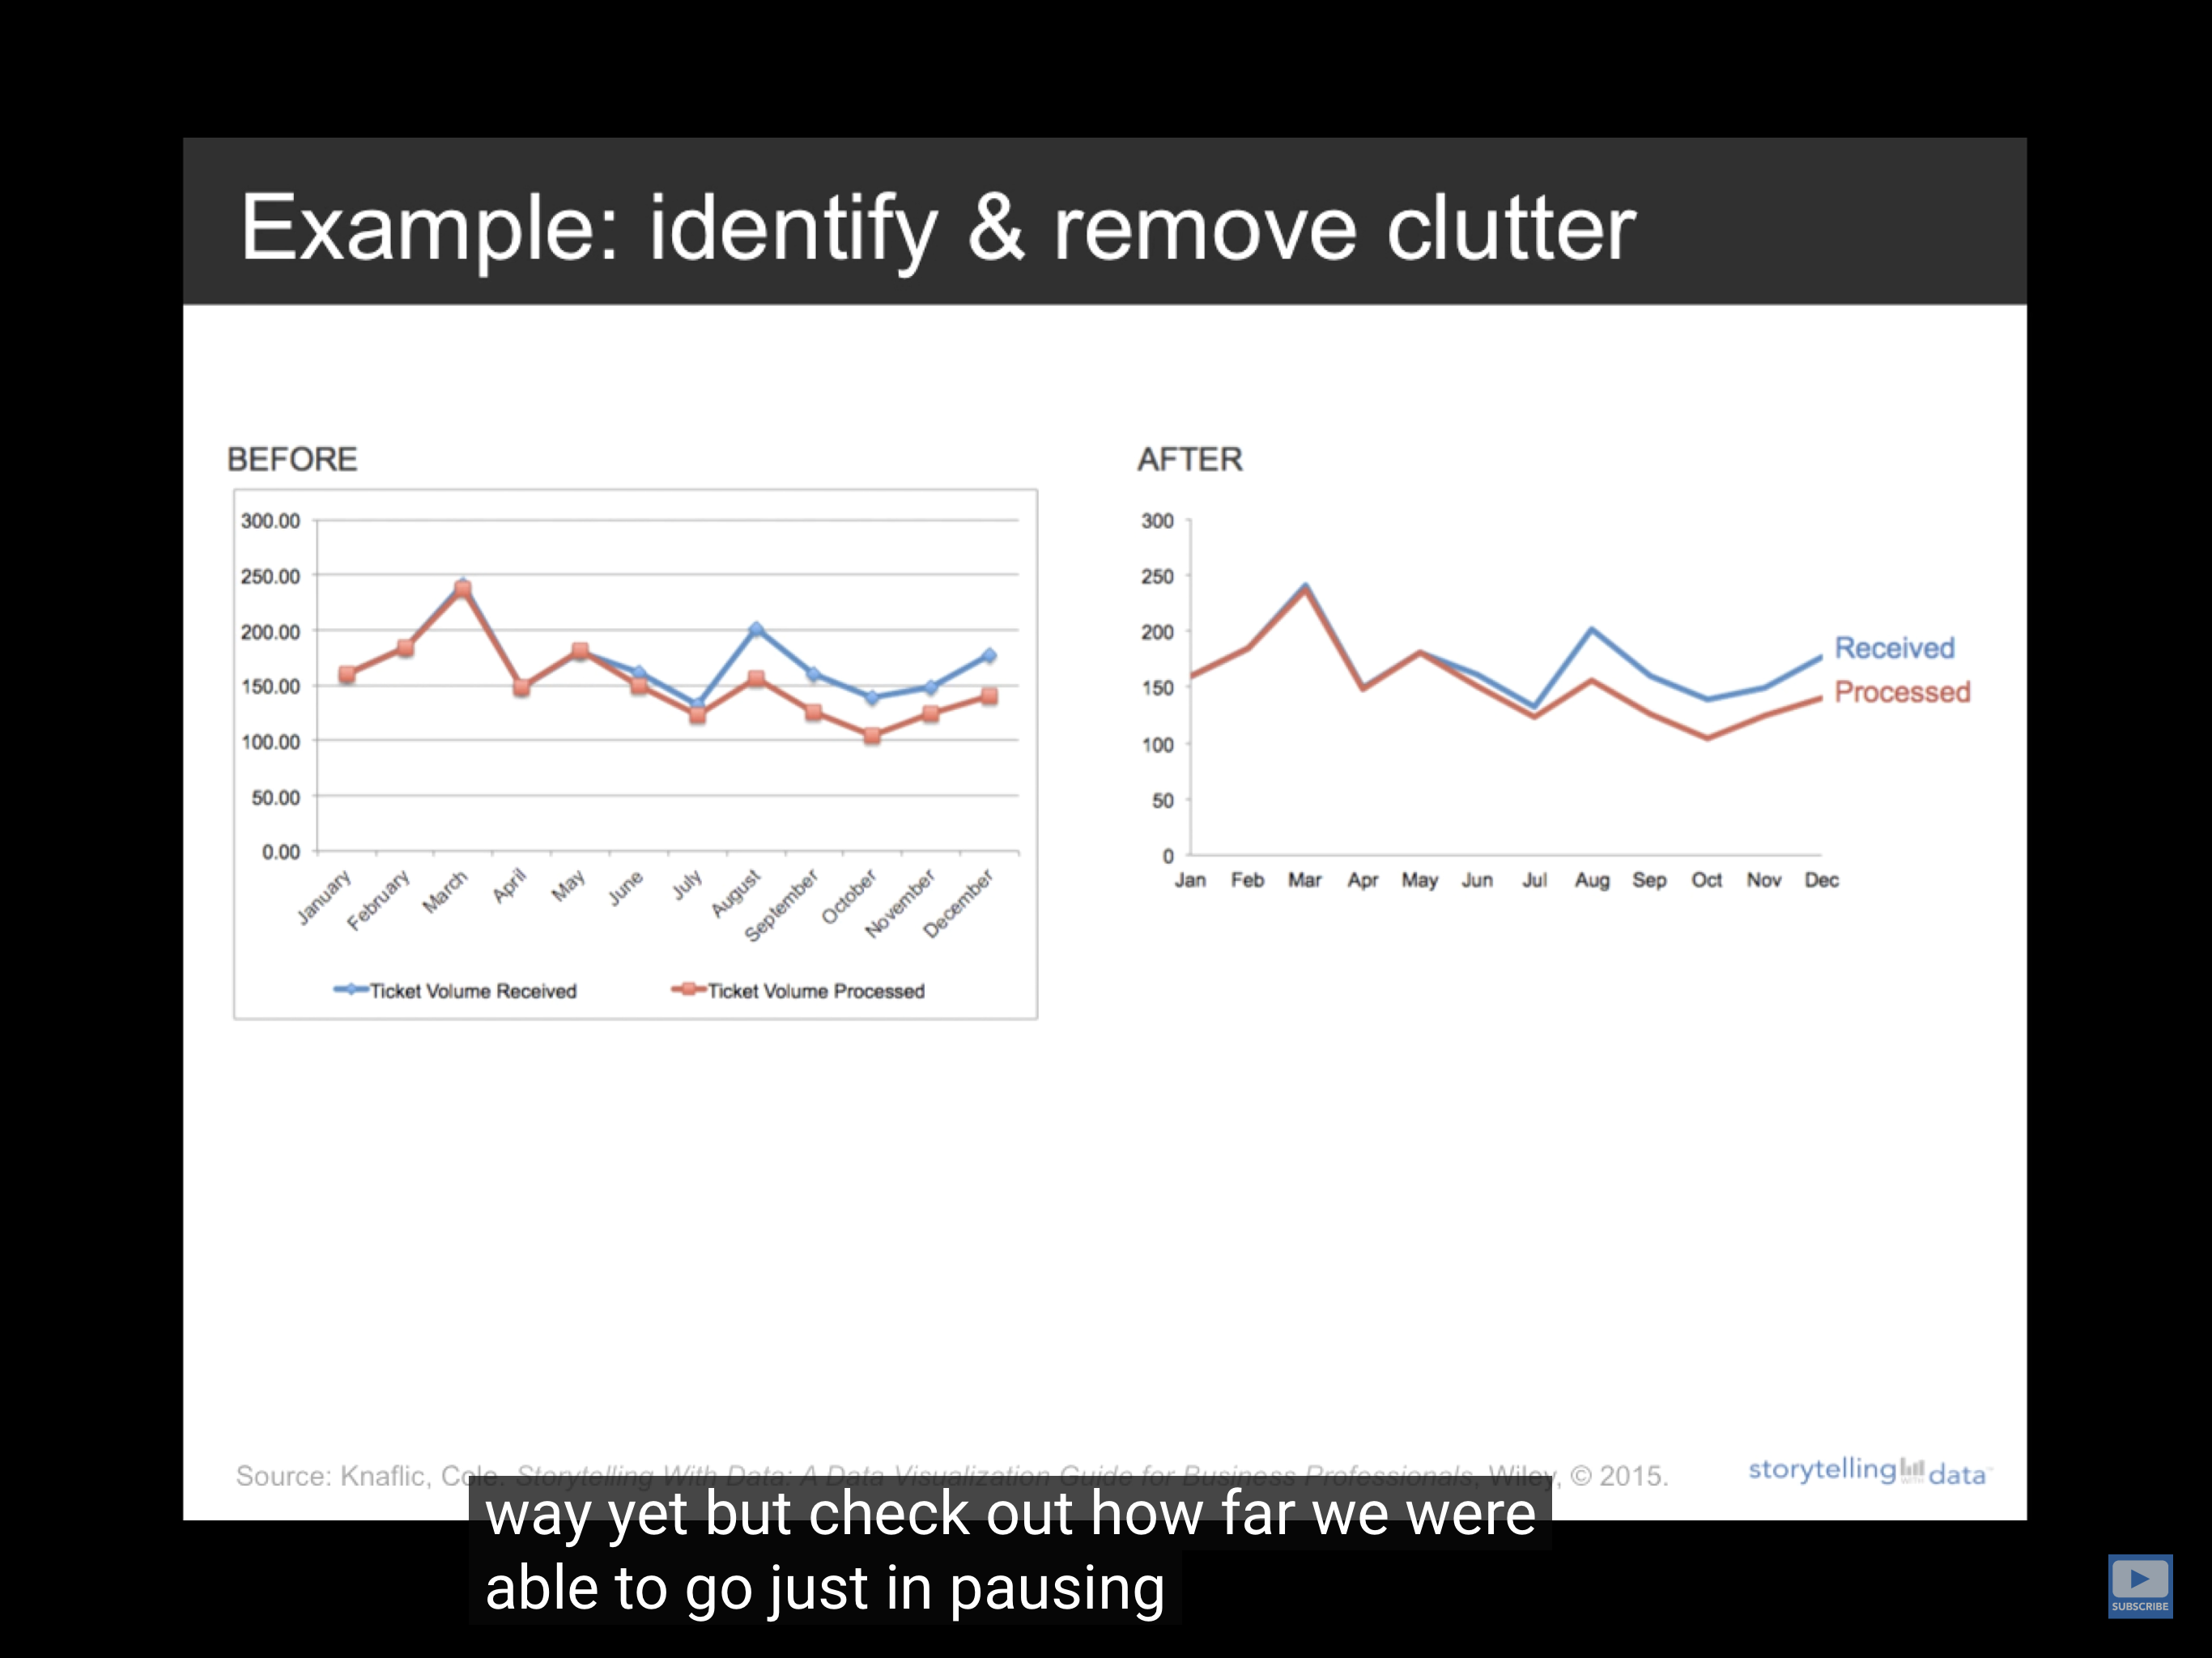 Example: identify & remove clutter
BEFORE
300.00
250.00
200.00
150.00
100.00
50.00
0.00
January
February
March
April
May
June
July
August
September
October
November
December
Ticket Volume Received
Ticket Volume Processed
AFTER
300
250
200
150
100
50
0
Jan Feb Mar Apr May Jun Jul Aug Sep Oct Nov Dec
Received
Processed
Source: Knaflic, Cole. Storytelling With Data: A Data Visualization Guide for Business Professionals, Wiley, © 2015.
storytelling WITH data
way yet but check out how far we were
able to go just in pausing
SUBSCRIBE